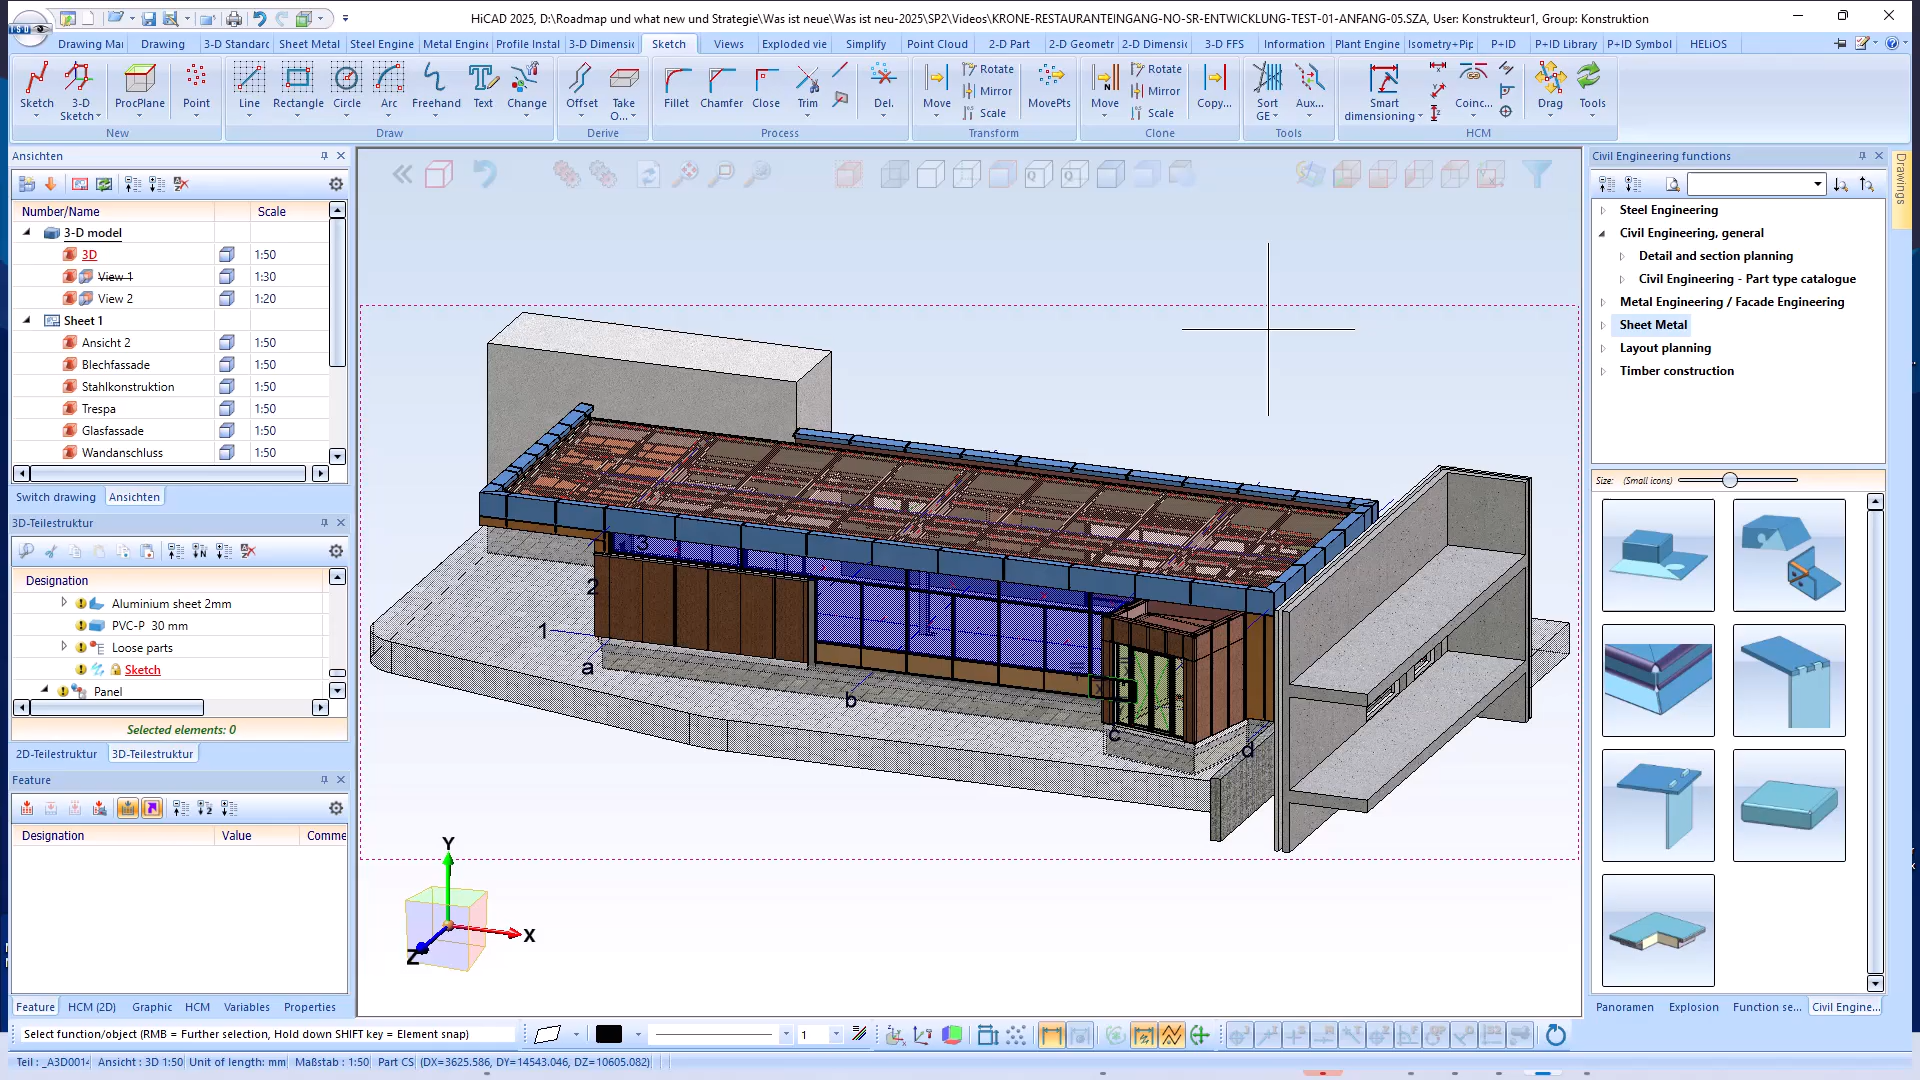 HiCAD 2025, D:\Roadmap und what new und Strategie\Was ist neue\Was ist neu-2025\SP2\Videos\KRONE-RESTAURANTEINGANG-NO-SR-ENTWICKLUNG-TEST-01-ANFANG-05.SZA, User: Konstrukteur1, Group: Konstruktion
Drawing Mar Drawing 3-D Standarc Sheet Metal Steel Engine Metal Engine Profile Instal 3-D Dimensic Sketch Views Exploded vie Simplify Point Cloud 2-D Part 2-D Geometr 2-D Dimensic 3-D FFS Information Plant Engine Isometry+Pip P+ID P+ID Library P+ID Symbol HELiOS
Sketch 3-D Sketch ProcPlane Point
New
Line Rectangle Circle Arc Freehand Text Change
Draw
Offset Take O...
Derive
Fillet Chamfer Close Trim Del.
Process
Move Rotate Mirror Scale MovePts
Transform
Move Rotate Mirror Scale Copy...
Clone
Sort GE Aux...
Tools
Smart dimensioning Coinc... Drag Tools
HCM
Ansichten
Number/Name Scale
3-D model
3D 1:50
View 1 1:30
View 2 1:20
Sheet 1
Ansicht 2 1:50
Blechfassade 1:50
Stahlkonstruktion 1:50
Trespa 1:50
Glasfassade 1:50
Wandanschluss 1:50
Switch drawing Ansichten
3D-Teilestruktur
Designation
Aluminium sheet 2mm
PVC-P 30 mm
Loose parts
Sketch
Panel
Selected elements: 0
2D-Teilestruktur 3D-Teilestruktur
Feature
Designation Value Comme
Feature HCM (2D) Graphic HCM Variables Properties
3
2
1
a
b
c
d
Y
X
Z
Civil Engineering functions
Drawings
Steel Engineering
Civil Engineering, general
Detail and section planning
Civil Engineering - Part type catalogue
Metal Engineering / Facade Engineering
Sheet Metal
Layout planning
Timber construction
Size: (Small icons)
Panoramen Explosion Function se... Civil Engine...
Select function/object (RMB = Further selection, Hold down SHIFT key = Element snap) 1
Teil : _A3D001 Ansicht : 3D 1:50 Unit of length: mm Maßstab : 1:50 Part CS (DX=3625.586, DY=14543.046, DZ=10605.082)